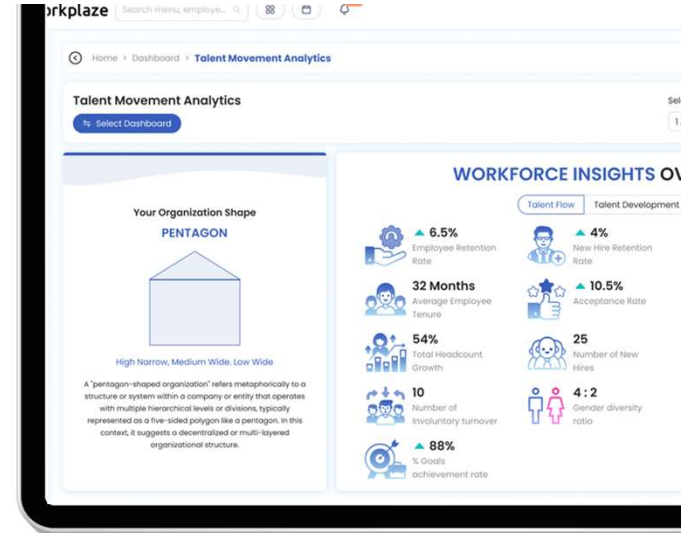 orkplaze Search menu, employe...
Home > Dashboard > Talent Movement Analytics
Talent Movement Analytics
Select Dashboard
Your Organization Shape
PENTAGON
High Narrow, Medium Wide. Low Wide
A "pentagon-shaped organization" refers metaphorically to a
structure or system within a company or entity that operates
with multiple hierarchical levels or divisions, typically
represented as a five-sided polygon like a pentagon. In this
context, it suggests a decentralized or multi-layered
organizational structure.
WORKFORCE INSIGHTS
Talent Flow Talent Development
6.5%
Employee Retention
Rate
4%
New Hire Retention
Rate
32 Months
Average Employee
Tenure
10.5%
Acceptance Rate
54%
Total Headcount
Growth
25
Number of New
Hires
10
Number of
Involuntary turnover
4 : 2
Gender diversity
ratio
88%
% Goals
achievement rate